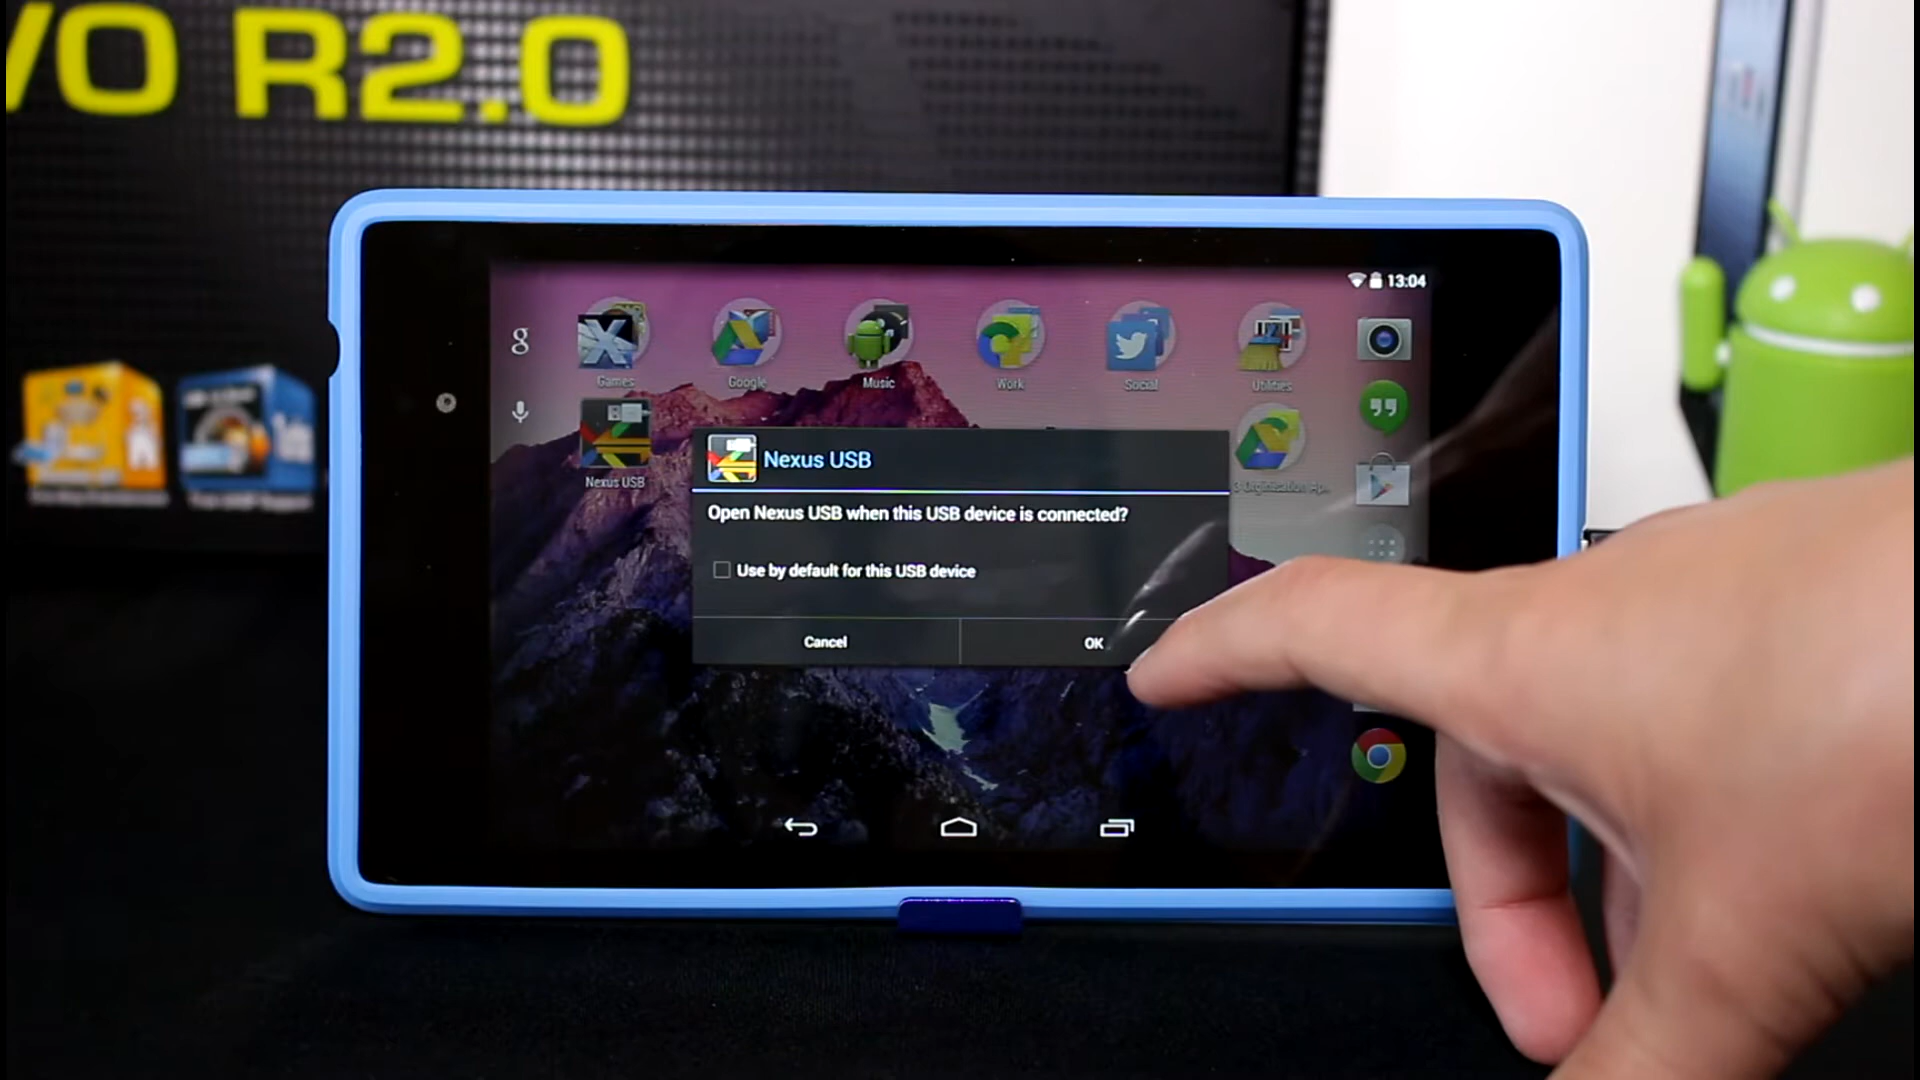 VO R2.0
13:04
Games
Google
Music
Work
Social
Utilities
Nexus USB
Nexus USB
Open Nexus USB when this USB device is connected?
Use by default for this USB device
Cancel
OK